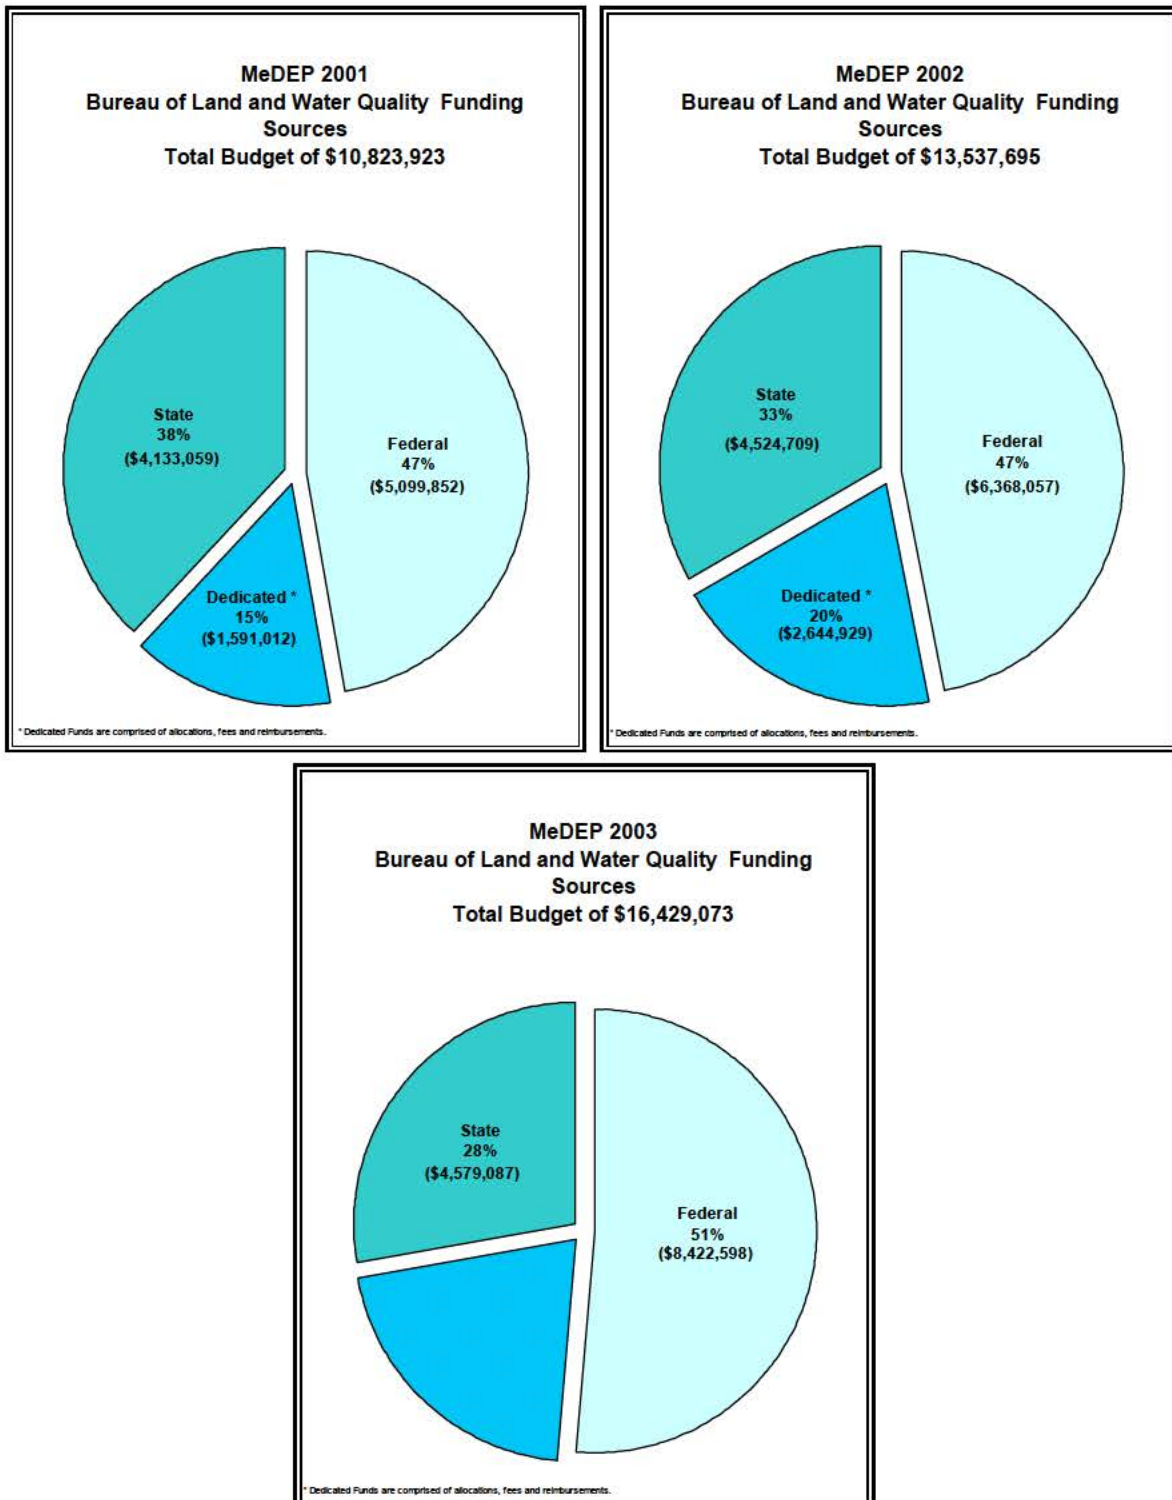 MeDEP 2001
Bureau of Land and Water Quality Funding
Sources
Total Budget of $10,823,923
State
38%
($4,133,059)
Federal
47%
($5,099,852)
Dedicated *
15%
($1,591,012)
* Dedicated Funds are comprised of allocations, fees and reimbursements.
MeDEP 2002
Bureau of Land and Water Quality Funding
Sources
Total Budget of $13,537,695
State
33%
($4,524,709)
Federal
47%
($6,368,057)
Dedicated *
20%
($2,644,929)
* Dedicated Funds are comprised of allocations, fees and reimbursements.
MeDEP 2003
Bureau of Land and Water Quality Funding
Sources
Total Budget of $16,429,073
State
28%
($4,579,087)
Federal
51%
($8,422,598)
* Dedicated Funds are comprised of allocations, fees and reimbursements.